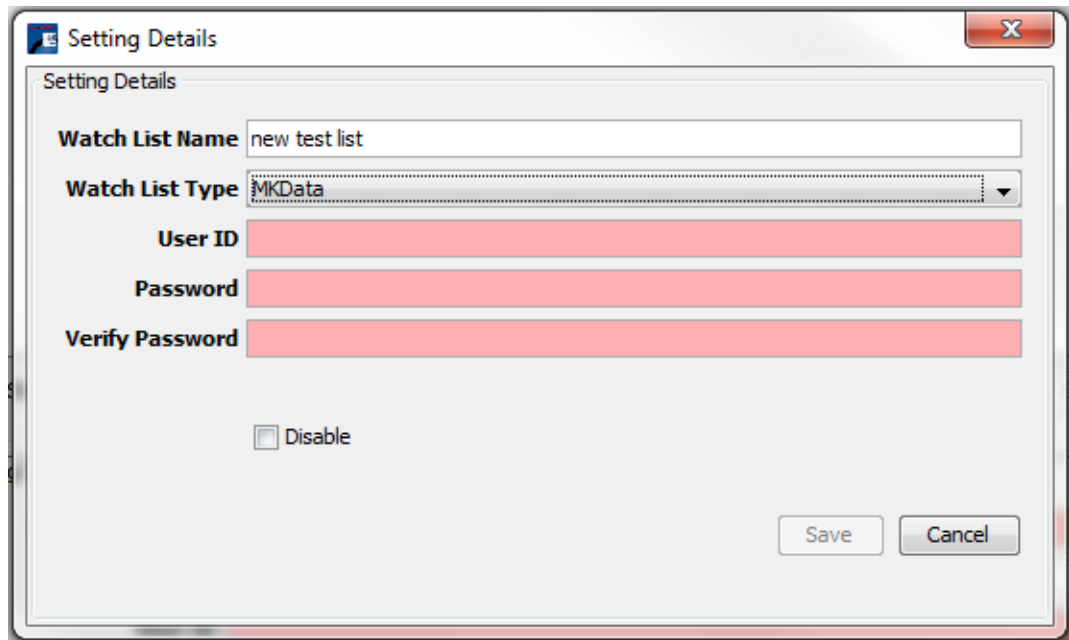 Setting Details
Setting Details
Watch List Name new test list
Watch List Type MKData
User ID
Password
Verify Password
Disable
Save Cancel